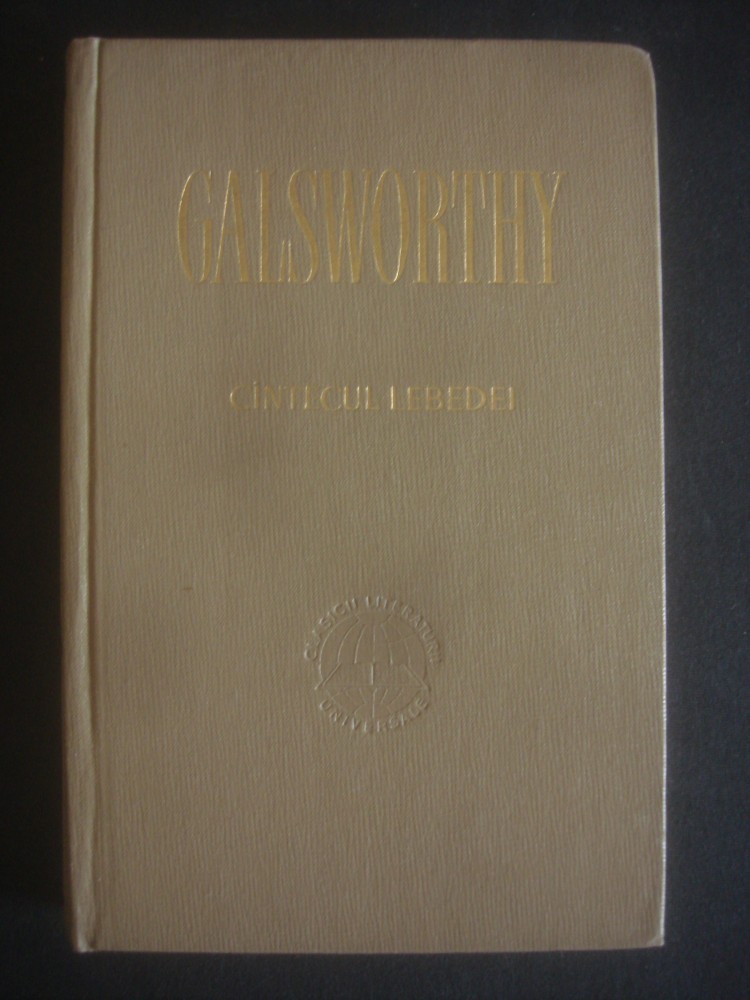 GALSWORTHY
CÎNTECUL LEBEDEI
CLASICII LITERATURII
UNIVERSALE